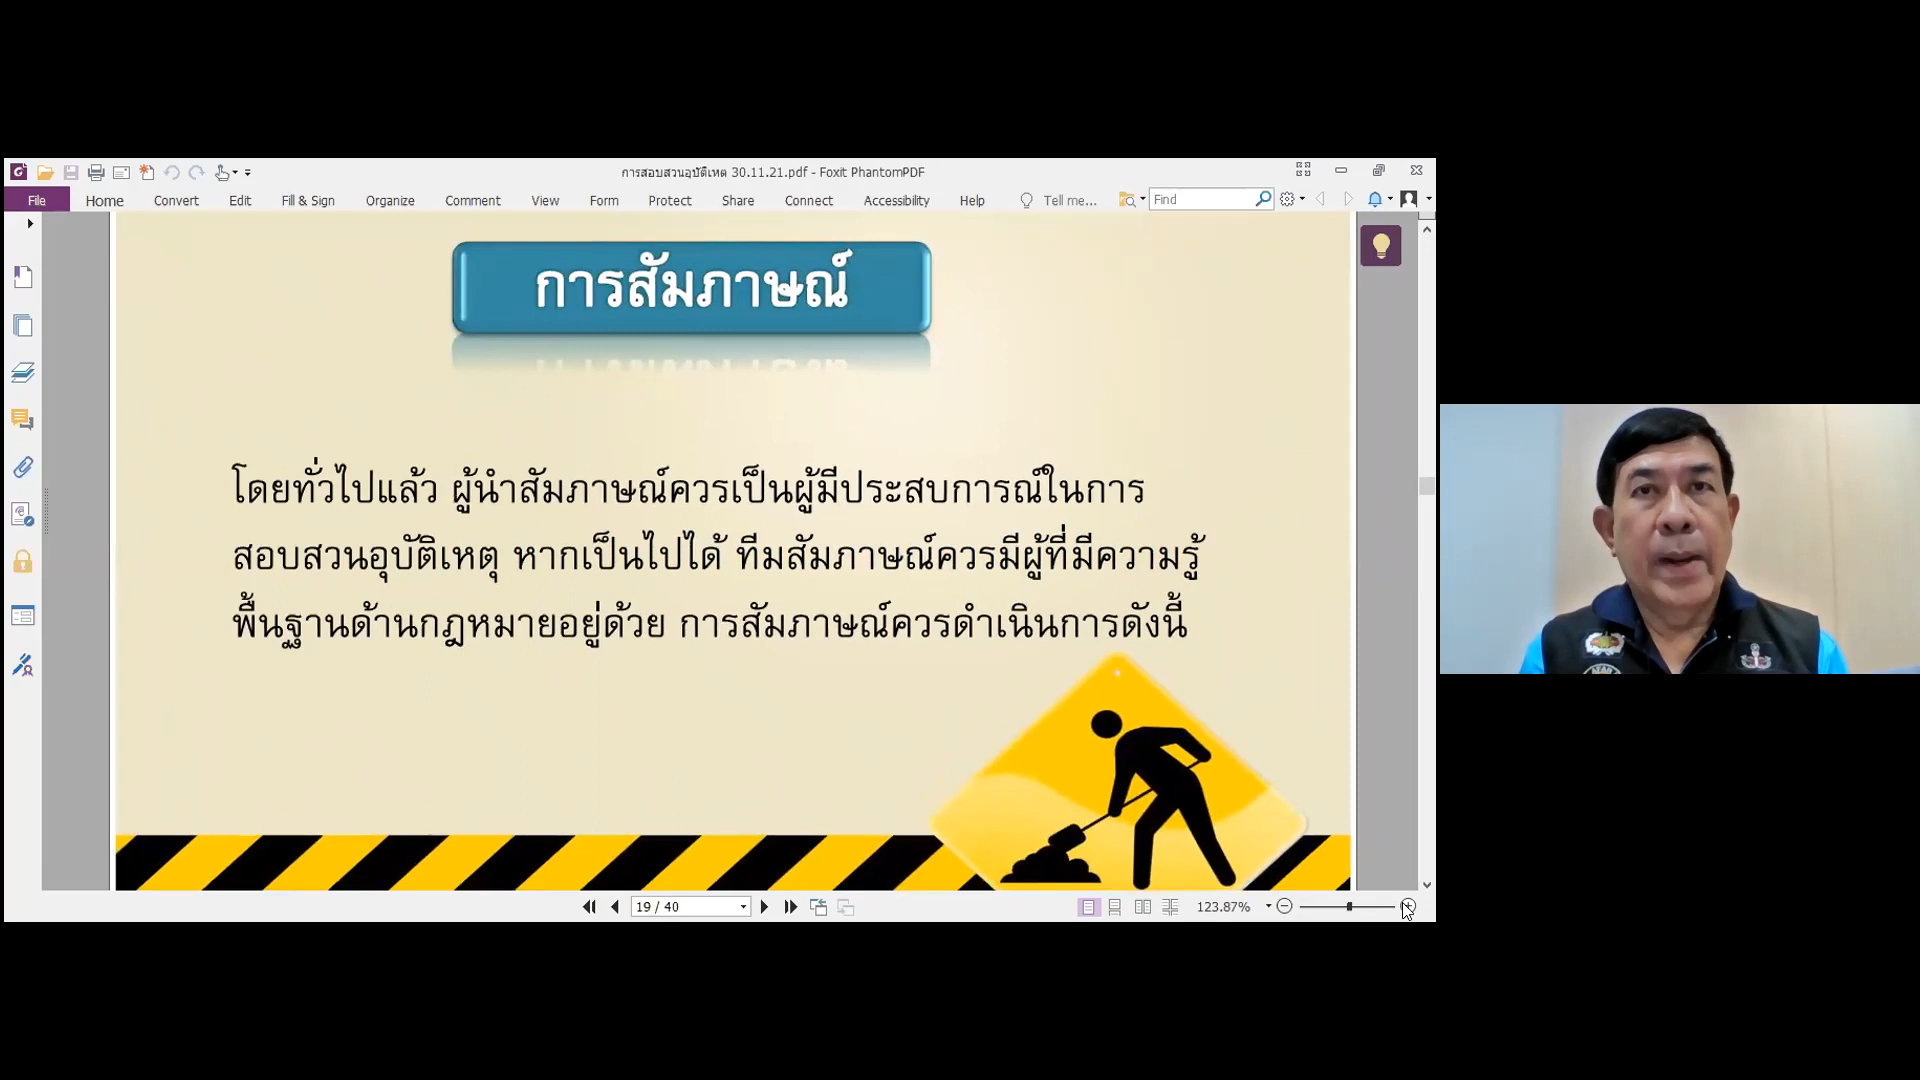 การสอบสวนอุบัติเหต 30.11.21.pdf - Foxit PhantomPDF
File Home Convert Edit Fill & Sign Organize Comment View Form Protect Share Connect Accessibility Help Tell me... Find
การสัมภาษณ์
โดยทั่วไปแล้ว ผู้นำสัมภาษณ์ควรเป็นผู้มีประสบการณ์ในการ
สอบสวนอุบัติเหตุ หากเป็นไปได้ ทีมสัมภาษณ์ควรมีผู้ที่มีความรู้
พื้นฐานด้านกฎหมายอยู่ด้วย การสัมภาษณ์ควรดำเนินการดังนี้
19 / 40
123.87%